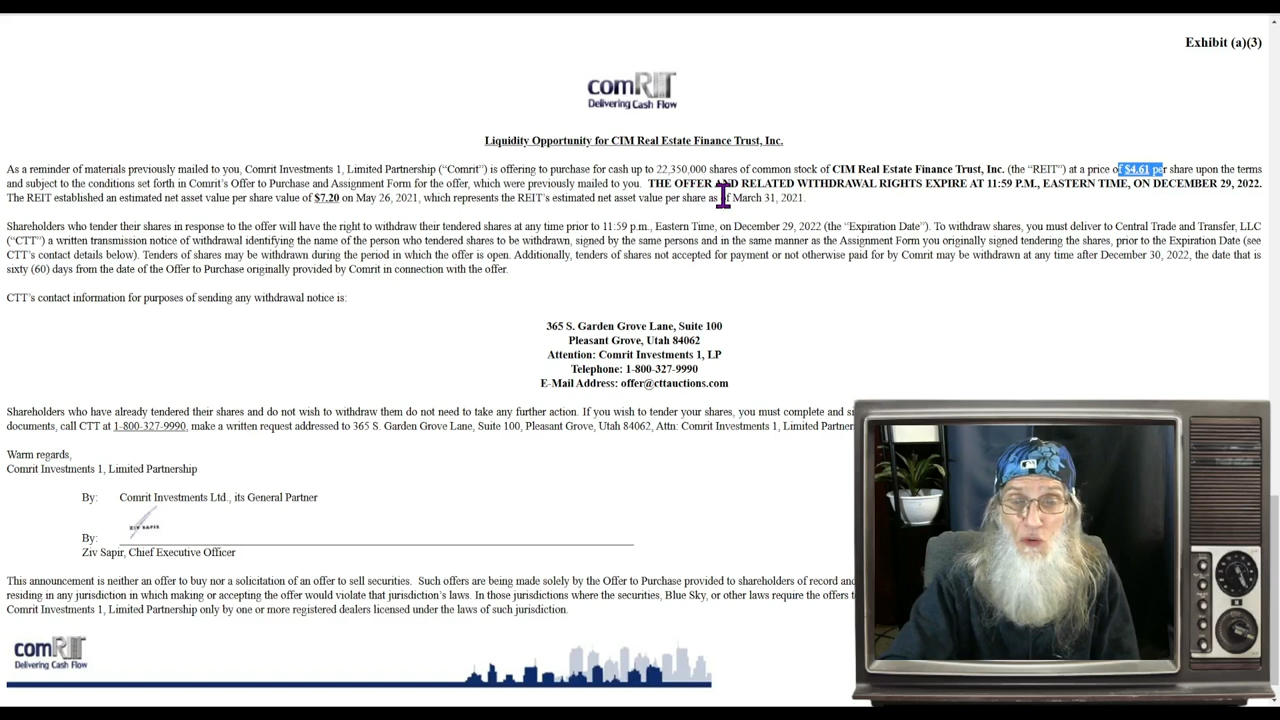 Exhibit (a)(3)
comRIT
Delivering Cash Flow
Liquidity Opportunity for CIM Real Estate Finance Trust, Inc.
As a reminder of materials previously mailed to you, Comrit Investments 1, Limited Partnership (“Comrit”) is offering to purchase for cash up to 22,350,000 shares of common stock of CIM Real Estate Finance Trust, Inc. (the “REIT”) at a price of $4.61 per share upon the terms
and subject to the conditions set forth in Comrit’s Offer to Purchase and Assignment Form for the offer, which were previously mailed to you. THE OFFER AND RELATED WITHDRAWAL RIGHTS EXPIRE AT 11:59 P.M., EASTERN TIME, ON DECEMBER 29, 2022.
The REIT established an estimated net asset value per share value of $7.20 on May 26, 2021, which represents the REIT’s estimated net asset value per share as of March 31, 2021.
Shareholders who tender their shares in response to the offer will have the right to withdraw their tendered shares at any time prior to 11:59 p.m., Eastern Time, on December 29, 2022 (the “Expiration Date”). To withdraw shares, you must deliver to Central Trade and Transfer, LLC
(“CTT”) a written transmission notice of withdrawal identifying the name of the person who tendered shares to be withdrawn, signed by the same persons and in the same manner as the Assignment Form you originally signed tendering the shares, prior to the Expiration Date (see
CTT’s contact details below). Tenders of shares may be withdrawn during the period in which the offer is open. Additionally, tenders of shares not accepted for payment or not otherwise paid for by Comrit may be withdrawn at any time after December 30, 2022, the date that is
sixty (60) days from the date of the Offer to Purchase originally provided by Comrit in connection with the offer.
CTT’s contact information for purposes of sending any withdrawal notice is:
365 S. Garden Grove Lane, Suite 100
Pleasant Grove, Utah 84062
Attention: Comrit Investments 1, LP
Telephone: 1-800-327-9990
E-Mail Address: offer@cttauctions.com
Shareholders who have already tendered their shares and do not wish to withdraw them do not need to take any further action. If you wish to tender your shares, you must complete and si
documents, call CTT at 1-800-327-9990, make a written request addressed to 365 S. Garden Grove Lane, Suite 100, Pleasant Grove, Utah 84062, Attn: Comrit Investments 1, Limited Partner
Warm regards,
Comrit Investments 1, Limited Partnership
By: Comrit Investments Ltd., its General Partner
ZIV SAPIR
By:
Ziv Sapir, Chief Executive Officer
This announcement is neither an offer to buy nor a solicitation of an offer to sell securities. Such offers are being made solely by the Offer to Purchase provided to shareholders of record and
residing in any jurisdiction in which making or accepting the offer would violate that jurisdiction’s laws. In those jurisdictions where the securities, Blue Sky, or other laws require the offers t
Comrit Investments 1, Limited Partnership only by one or more registered dealers licensed under the laws of such jurisdiction.
comRIT
Delivering Cash Flow